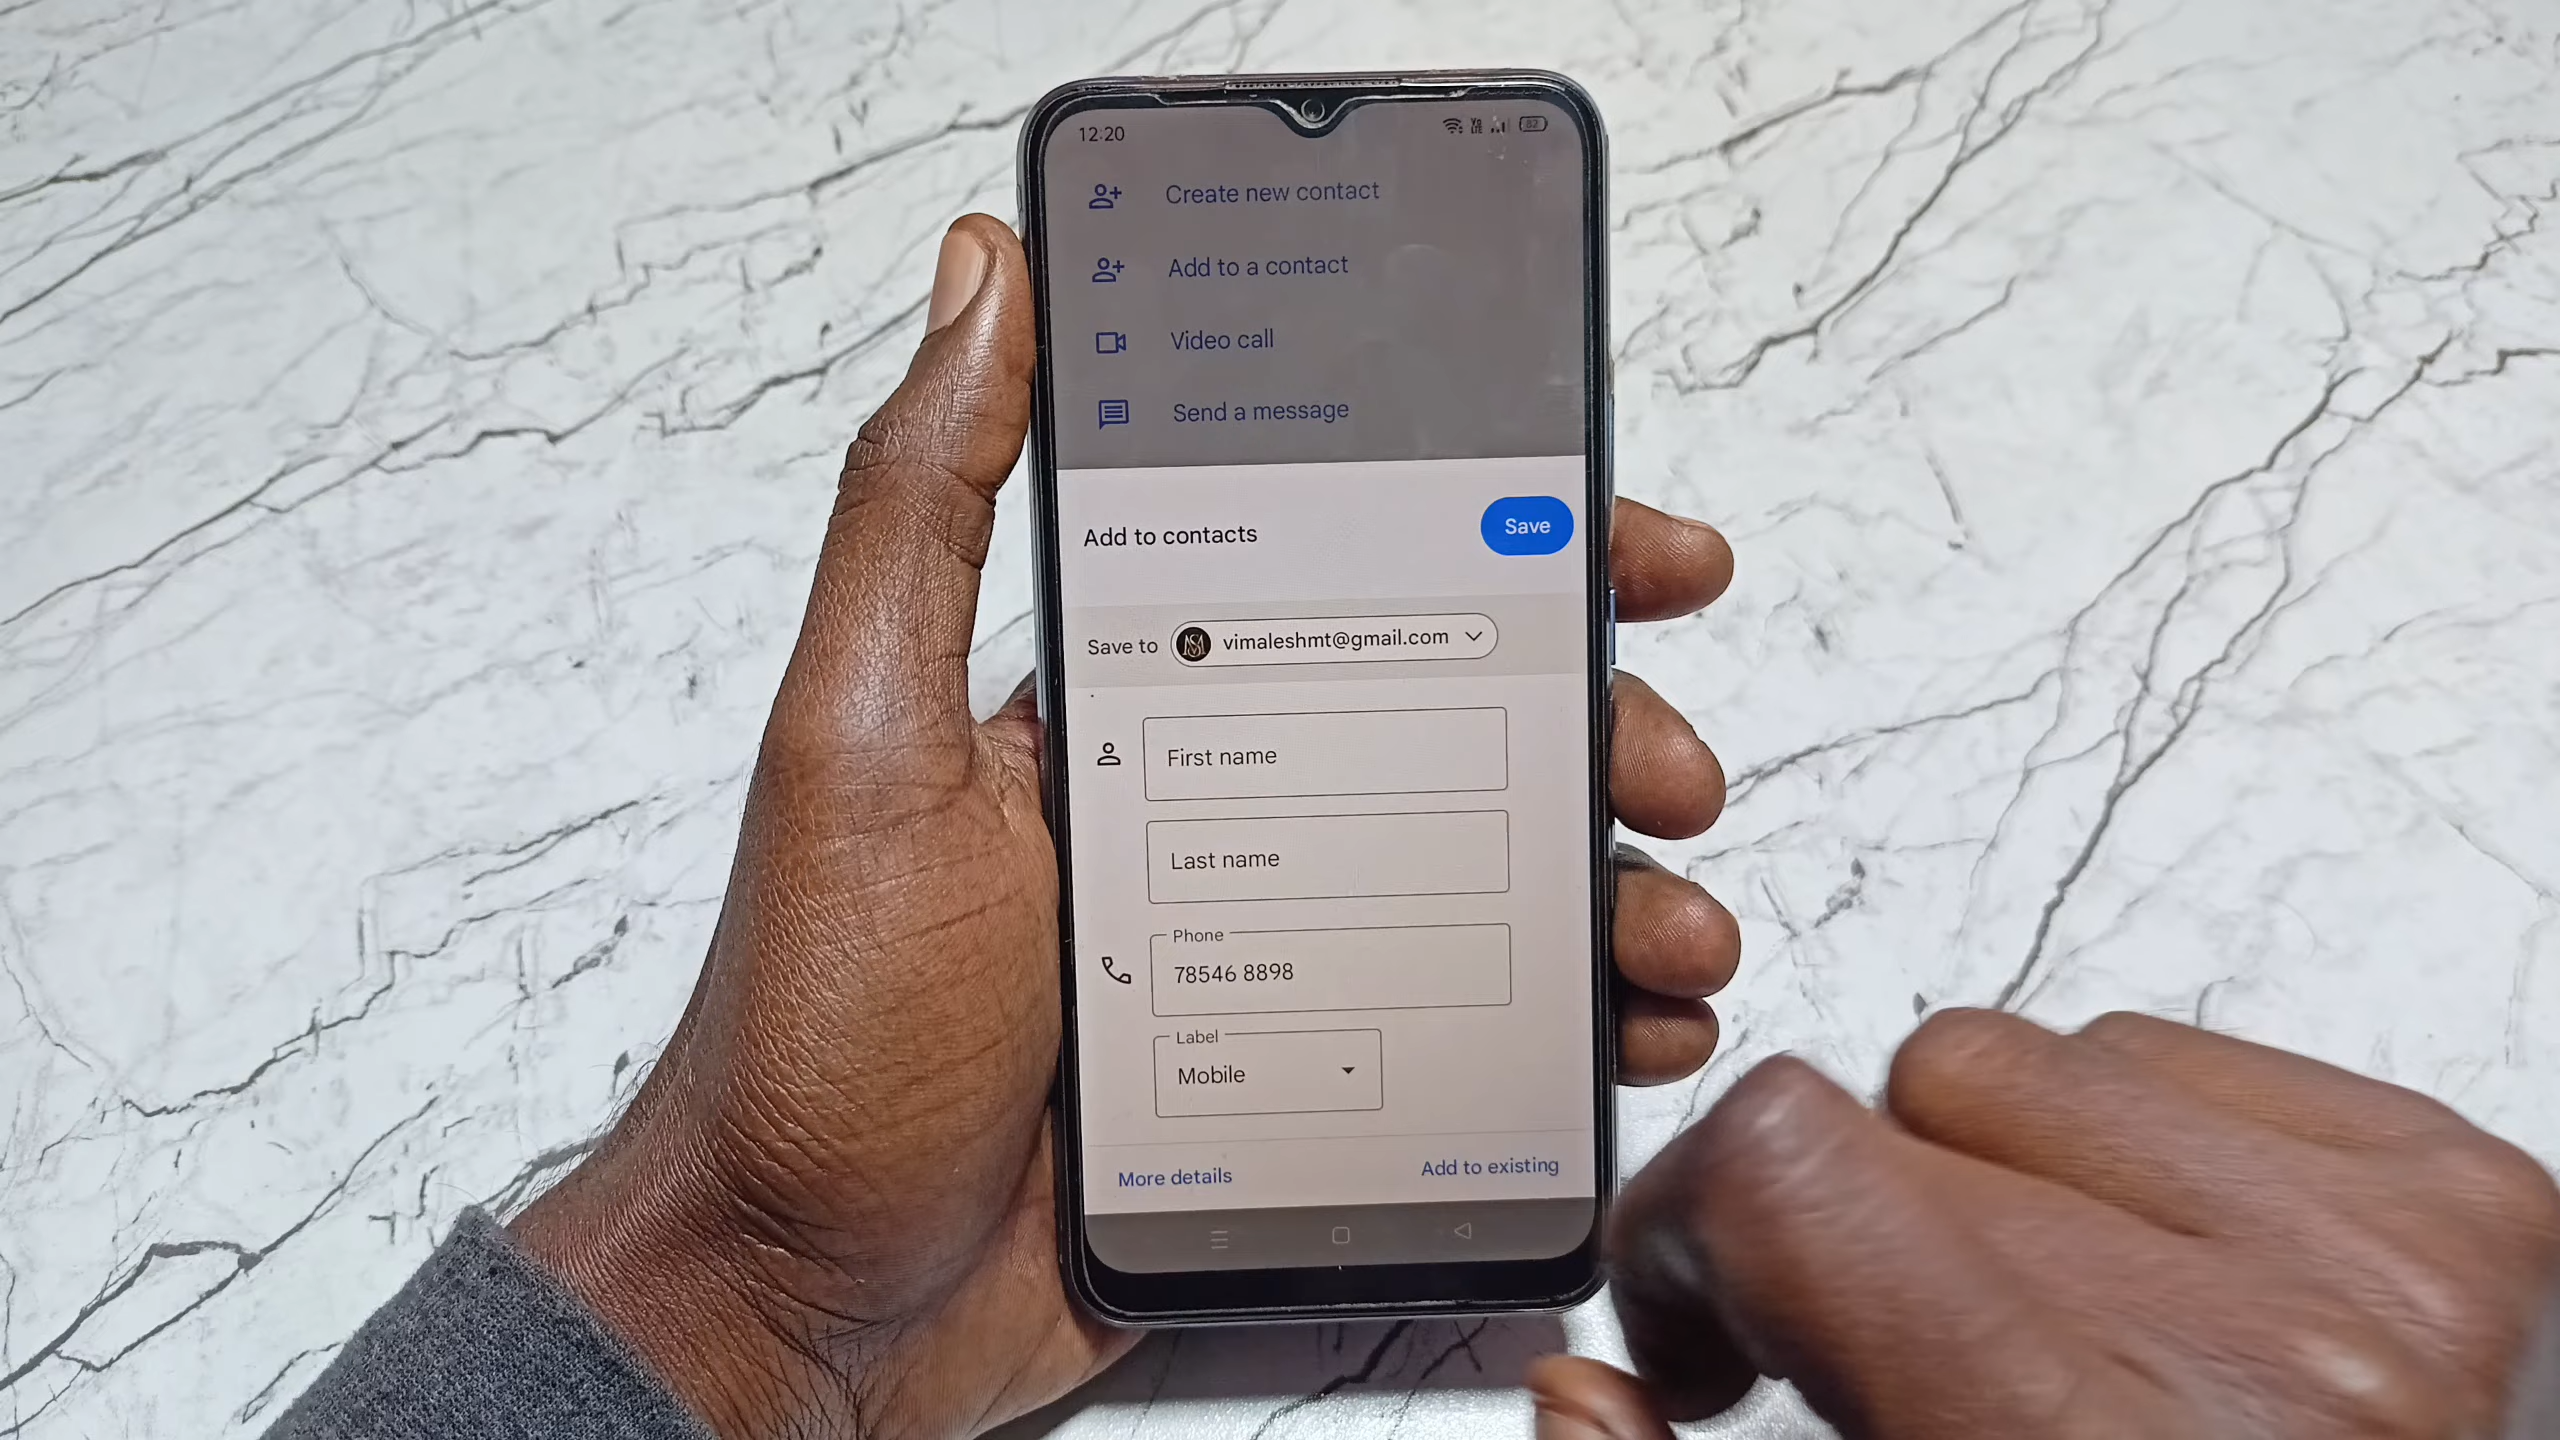 12:20
82
Create new contact
Add to a contact
Video call
Send a message
Add to contacts
Save
Save to vimaleshmt@gmail.com
First name
Last name
Phone
78546 8898
Label
Mobile
More details
Add to existing